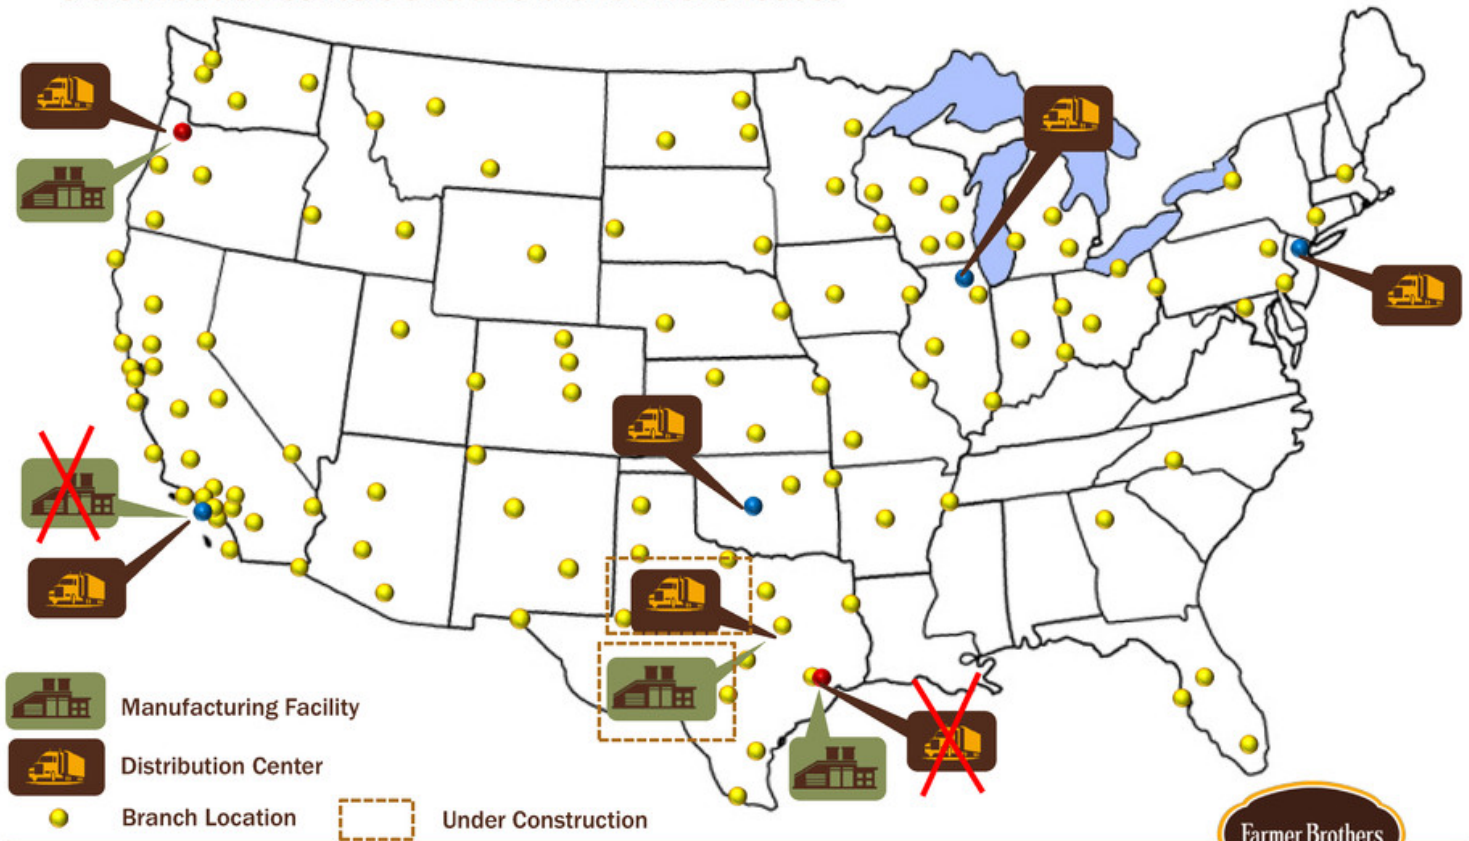 Manufacturing Facility
Distribution Center
Branch Location
Under Construction
Farmer Brothers